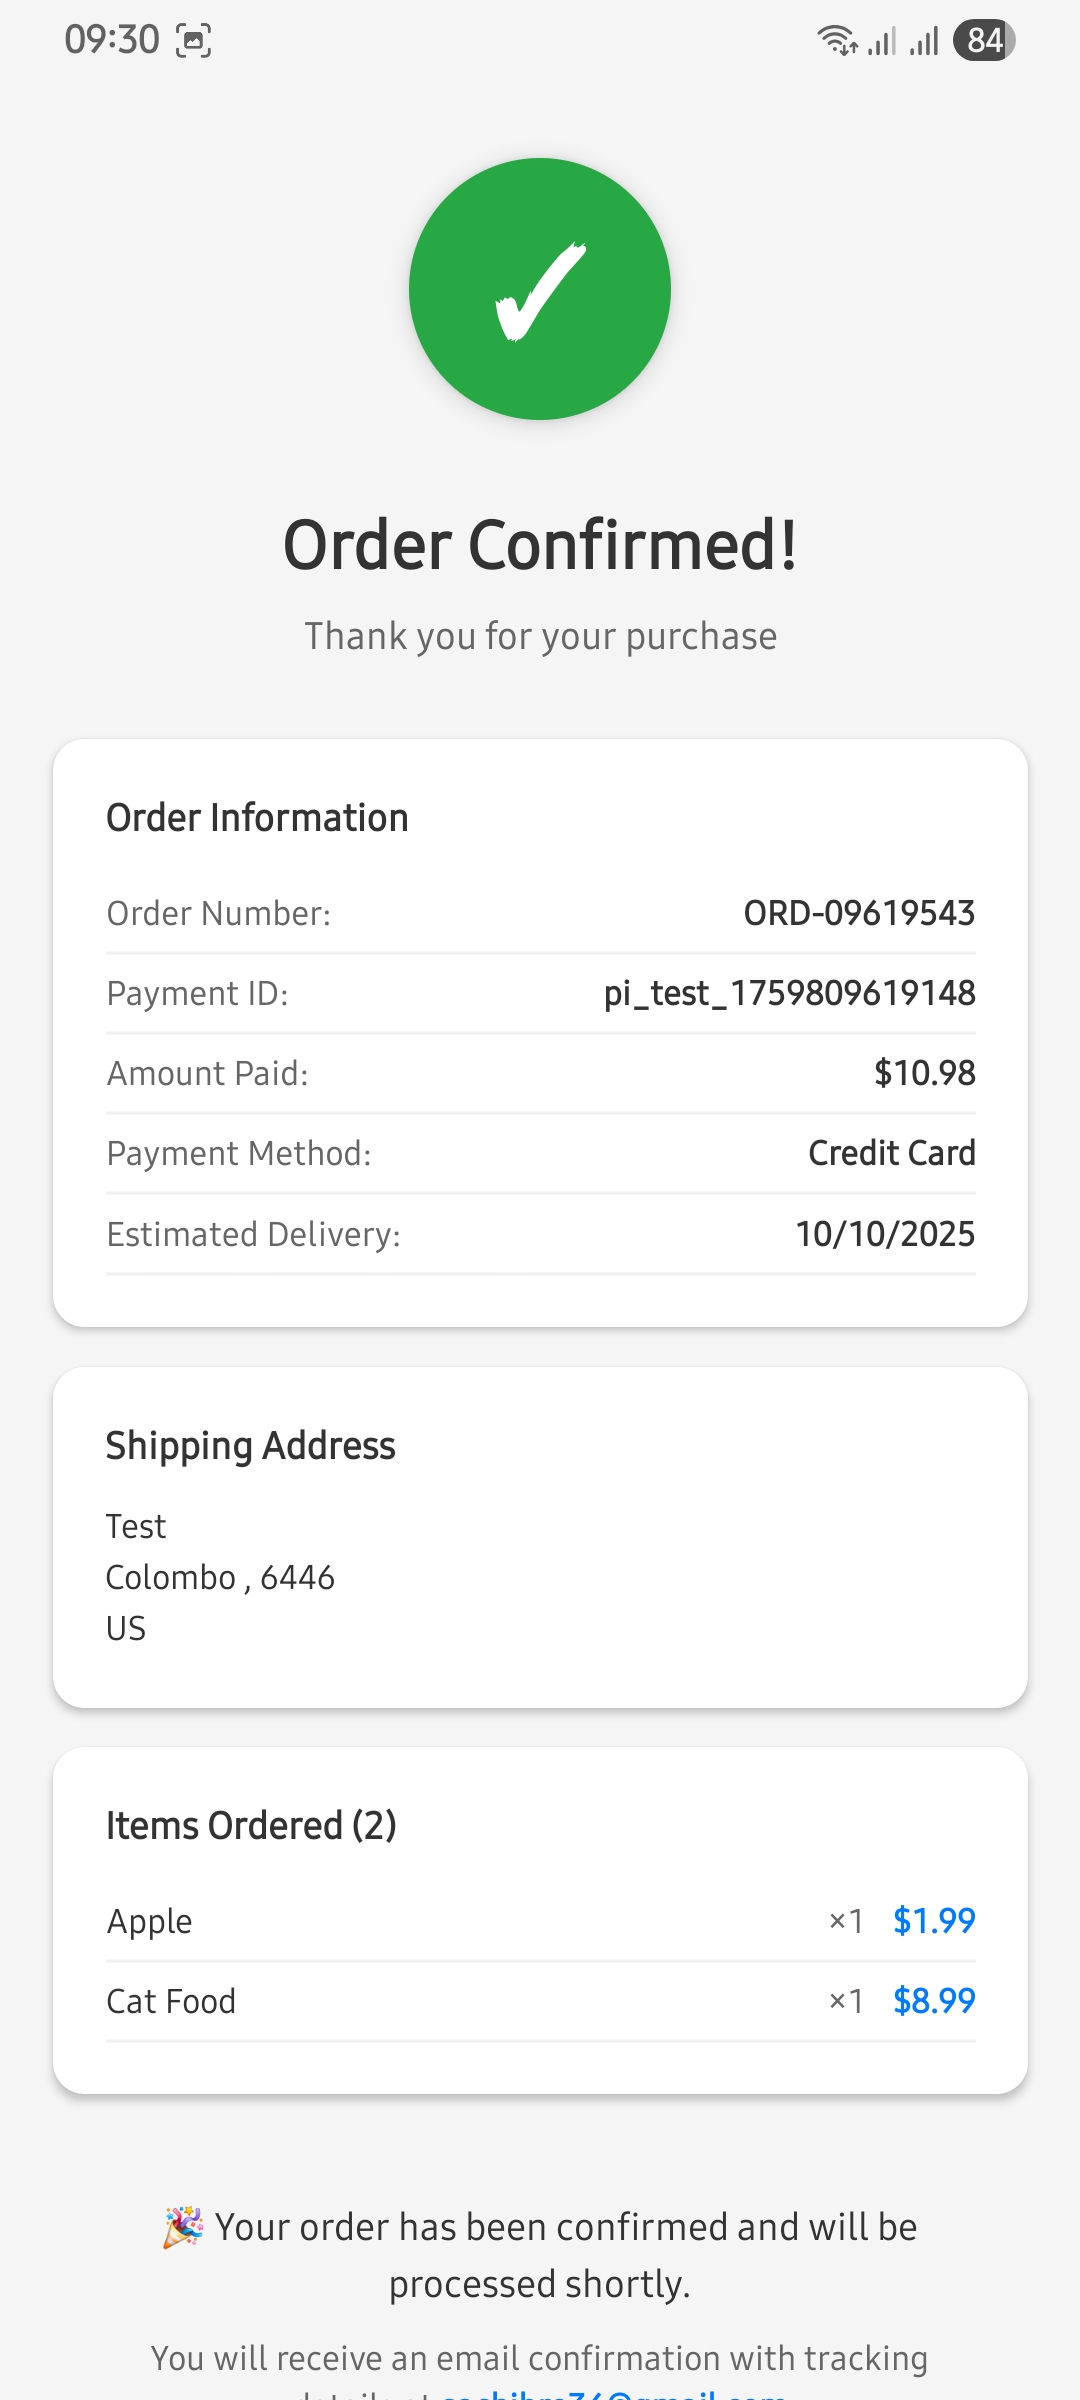 09:30
84
Order Confirmed!
Thank you for your purchase
Order Information
Order Number: ORD-09619543
Payment ID: pi_test_1759809619148
Amount Paid: $10.98
Payment Method: Credit Card
Estimated Delivery: 10/10/2025
Shipping Address
Test
Colombo , 6446
US
Items Ordered (2)
Apple ×1 $1.99
Cat Food ×1 $8.99
🎉 Your order has been confirmed and will be
processed shortly.
You will receive an email confirmation with tracking
details at